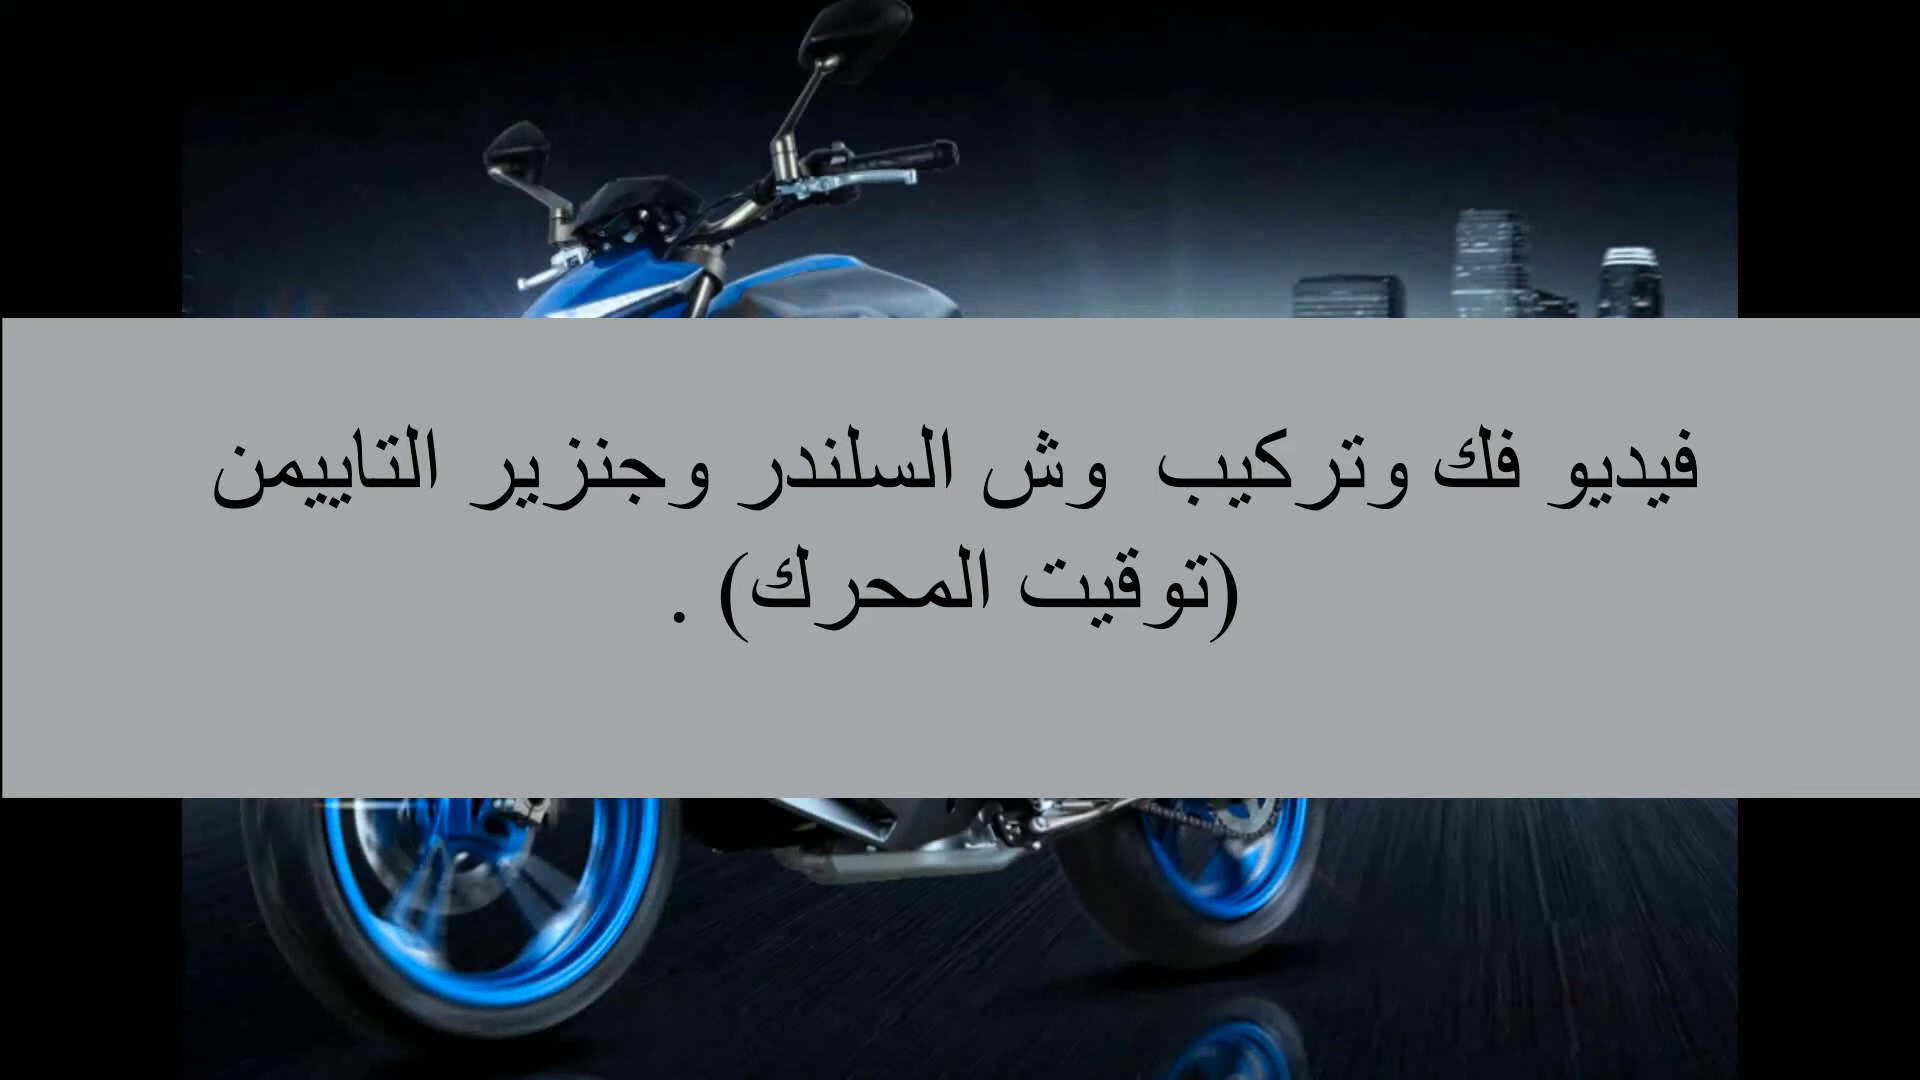 فيديو فك وتركيب  وش السلندر وجنزير التاييمن
(توقيت المحرك) .